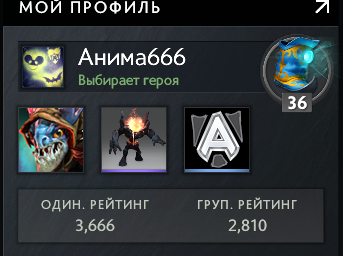 МОЙ ПРОФИЛЬ
Анима666
Выбирает героя
36
A
ОДИН. РЕЙТИНГ
ГРУП. РЕЙТИНГ
3,666
2,810